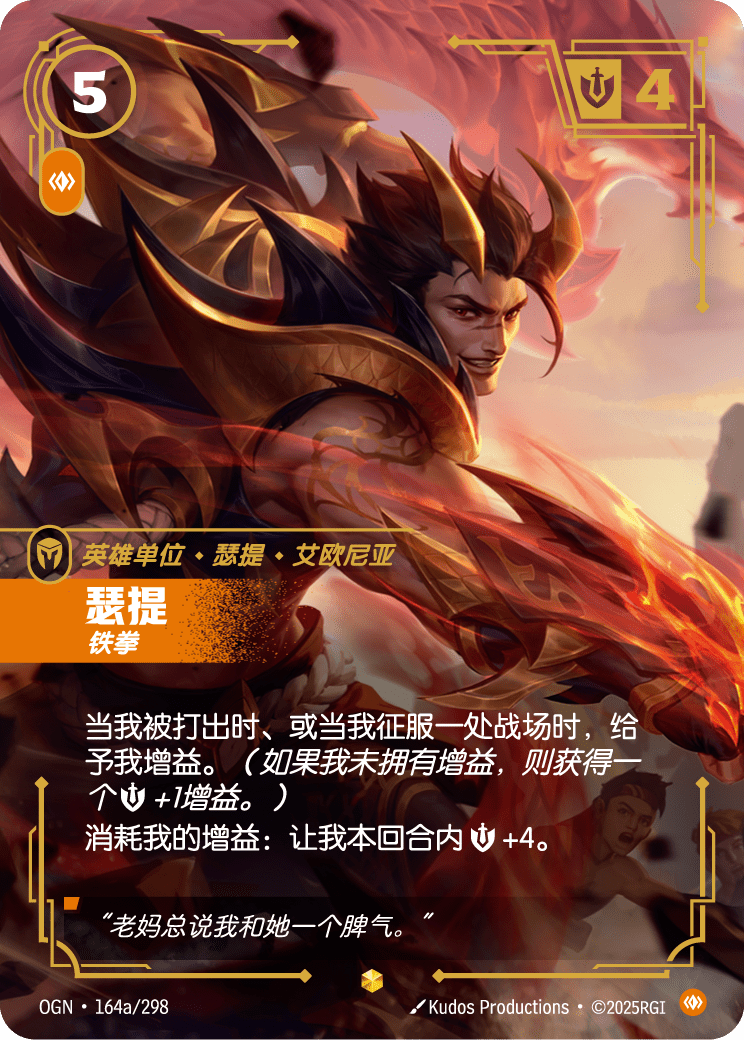 5
4
英雄单位 • 瑟提 • 艾欧尼亚
瑟提
铁拳
当我被打出时、或当我征服一处战场时，给
予我增益。（如果我未拥有增益，则获得一
个 +1增益。）
消耗我的增益：让我本回合内 +4。
“老妈总说我和她一个脾气。”
OGN • 164a/298
Kudos Productions • ©2025RGI